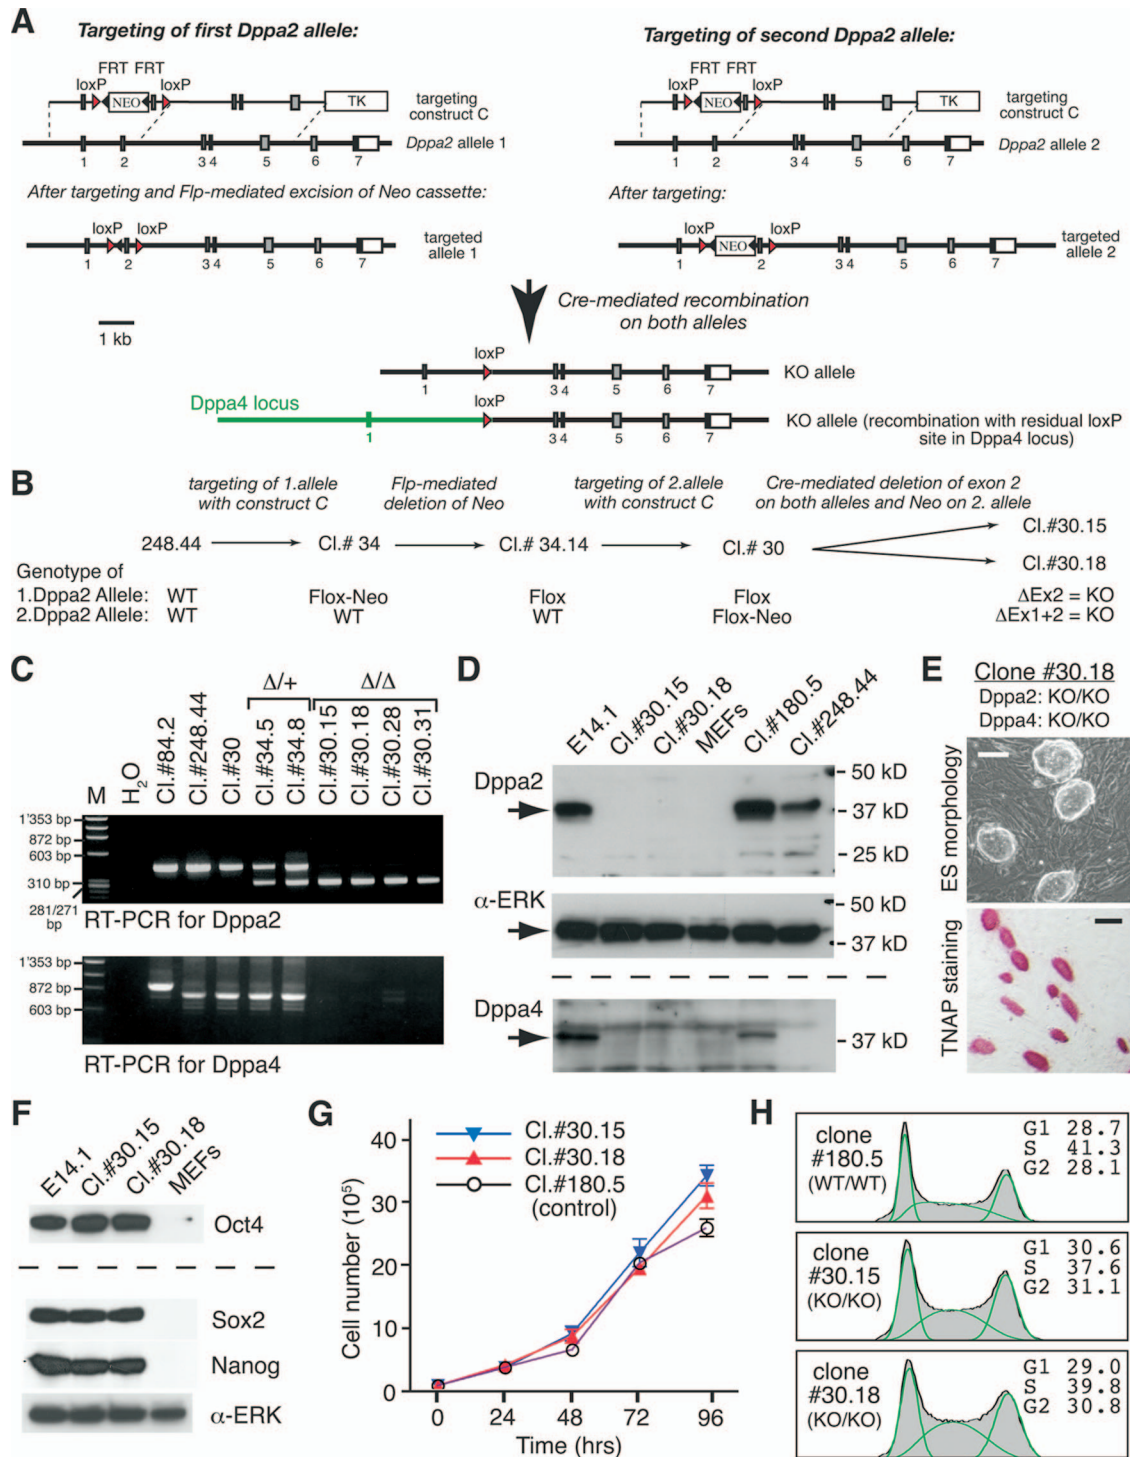 A
Targeting of first Dppa2 allele:
FRT FRT
loxP loxP
NEO
TK
targeting
construct C
Dppa2 allele 1
1 2 3 4 5 6 7
After targeting and Flp-mediated excision of Neo cassette:
loxP loxP
targeted
allele 1
1 2 3 4 5 6 7
Targeting of second Dppa2 allele:
FRT FRT
loxP loxP
NEO
TK
targeting
construct C
Dppa2 allele 2
1 2 3 4 5 6 7
After targeting:
loxP loxP
NEO
targeted
allele 2
1 2 3 4 5 6 7
1 kb
Cre-mediated recombination
on both alleles
loxP
KO allele
1 3 4 5 6 7
Dppa4 locus
loxP
KO allele (recombination with residual loxP
site in Dppa4 locus)
1 3 4 5 6 7
B
targeting of 1.allele
with construct C
Flp-mediated
deletion of Neo
targeting of 2.allele
with construct C
Cre-mediated deletion of exon 2
on both alleles and Neo on 2. allele
248.44 Cl.# 34 Cl.# 34.14 Cl.# 30
Cl.#30.15
Cl.#30.18
Genotype of
1.Dppa2 Allele: WT Flox-Neo Flox Flox ΔEx2 = KO
2.Dppa2 Allele: WT WT WT Flox-Neo ΔEx1+2 = KO
C
Δ/+ Δ/Δ
M H2O Cl.#84.2 Cl.#248.44 Cl.#30 Cl.#34.5 Cl.#34.8 Cl.#30.15 Cl.#30.18 Cl.#30.28 Cl.#30.31
1'353 bp
872 bp
603 bp
310 bp
281/271
bp
RT-PCR for Dppa2
1'353 bp
872 bp
603 bp
RT-PCR for Dppa4
D
E14.1 Cl.#30.15 Cl.#30.18 MEFs Cl.#180.5 Cl.#248.44
Dppa2
- 50 kD
- 37 kD
- 25 kD
α-ERK
- 50 kD
- 37 kD
Dppa4
- 37 kD
E
Clone #30.18
Dppa2: KO/KO
Dppa4: KO/KO
ES morphology
TNAP staining
F
E14.1 Cl.#30.15 Cl.#30.18 MEFs
Oct4
Sox2
Nanog
α-ERK
G
Cl.#30.15
Cl.#30.18
Cl.#180.5
(control)
Cell number (10⁵)
40
30
20
10
0
0 24 48 72 96
Time (hrs)
H
clone
#180.5
(WT/WT)
G1 28.7
S 41.3
G2 28.1
clone
#30.15
(KO/KO)
G1 30.6
S 37.6
G2 31.1
clone
#30.18
(KO/KO)
G1 29.0
S 39.8
G2 30.8